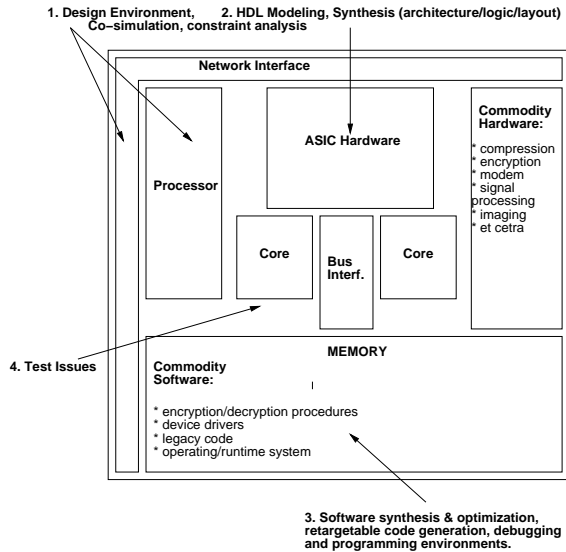 1. Design Environment,
Co-simulation, constraint analysis
2. HDL Modeling, Synthesis (architecture/logic/layout)
Network Interface
Processor
ASIC Hardware
Commodity
Hardware:
* compression
* encryption
* modem
* signal
processing
* imaging
* et cetra
Core
Bus
Interf.
Core
4. Test Issues
MEMORY
Commodity
Software:
* encryption/decryption procedures
* device drivers
* legacy code
* operating/runtime system
3. Software synthesis & optimization,
retargetable code generation, debugging
and programming environments.